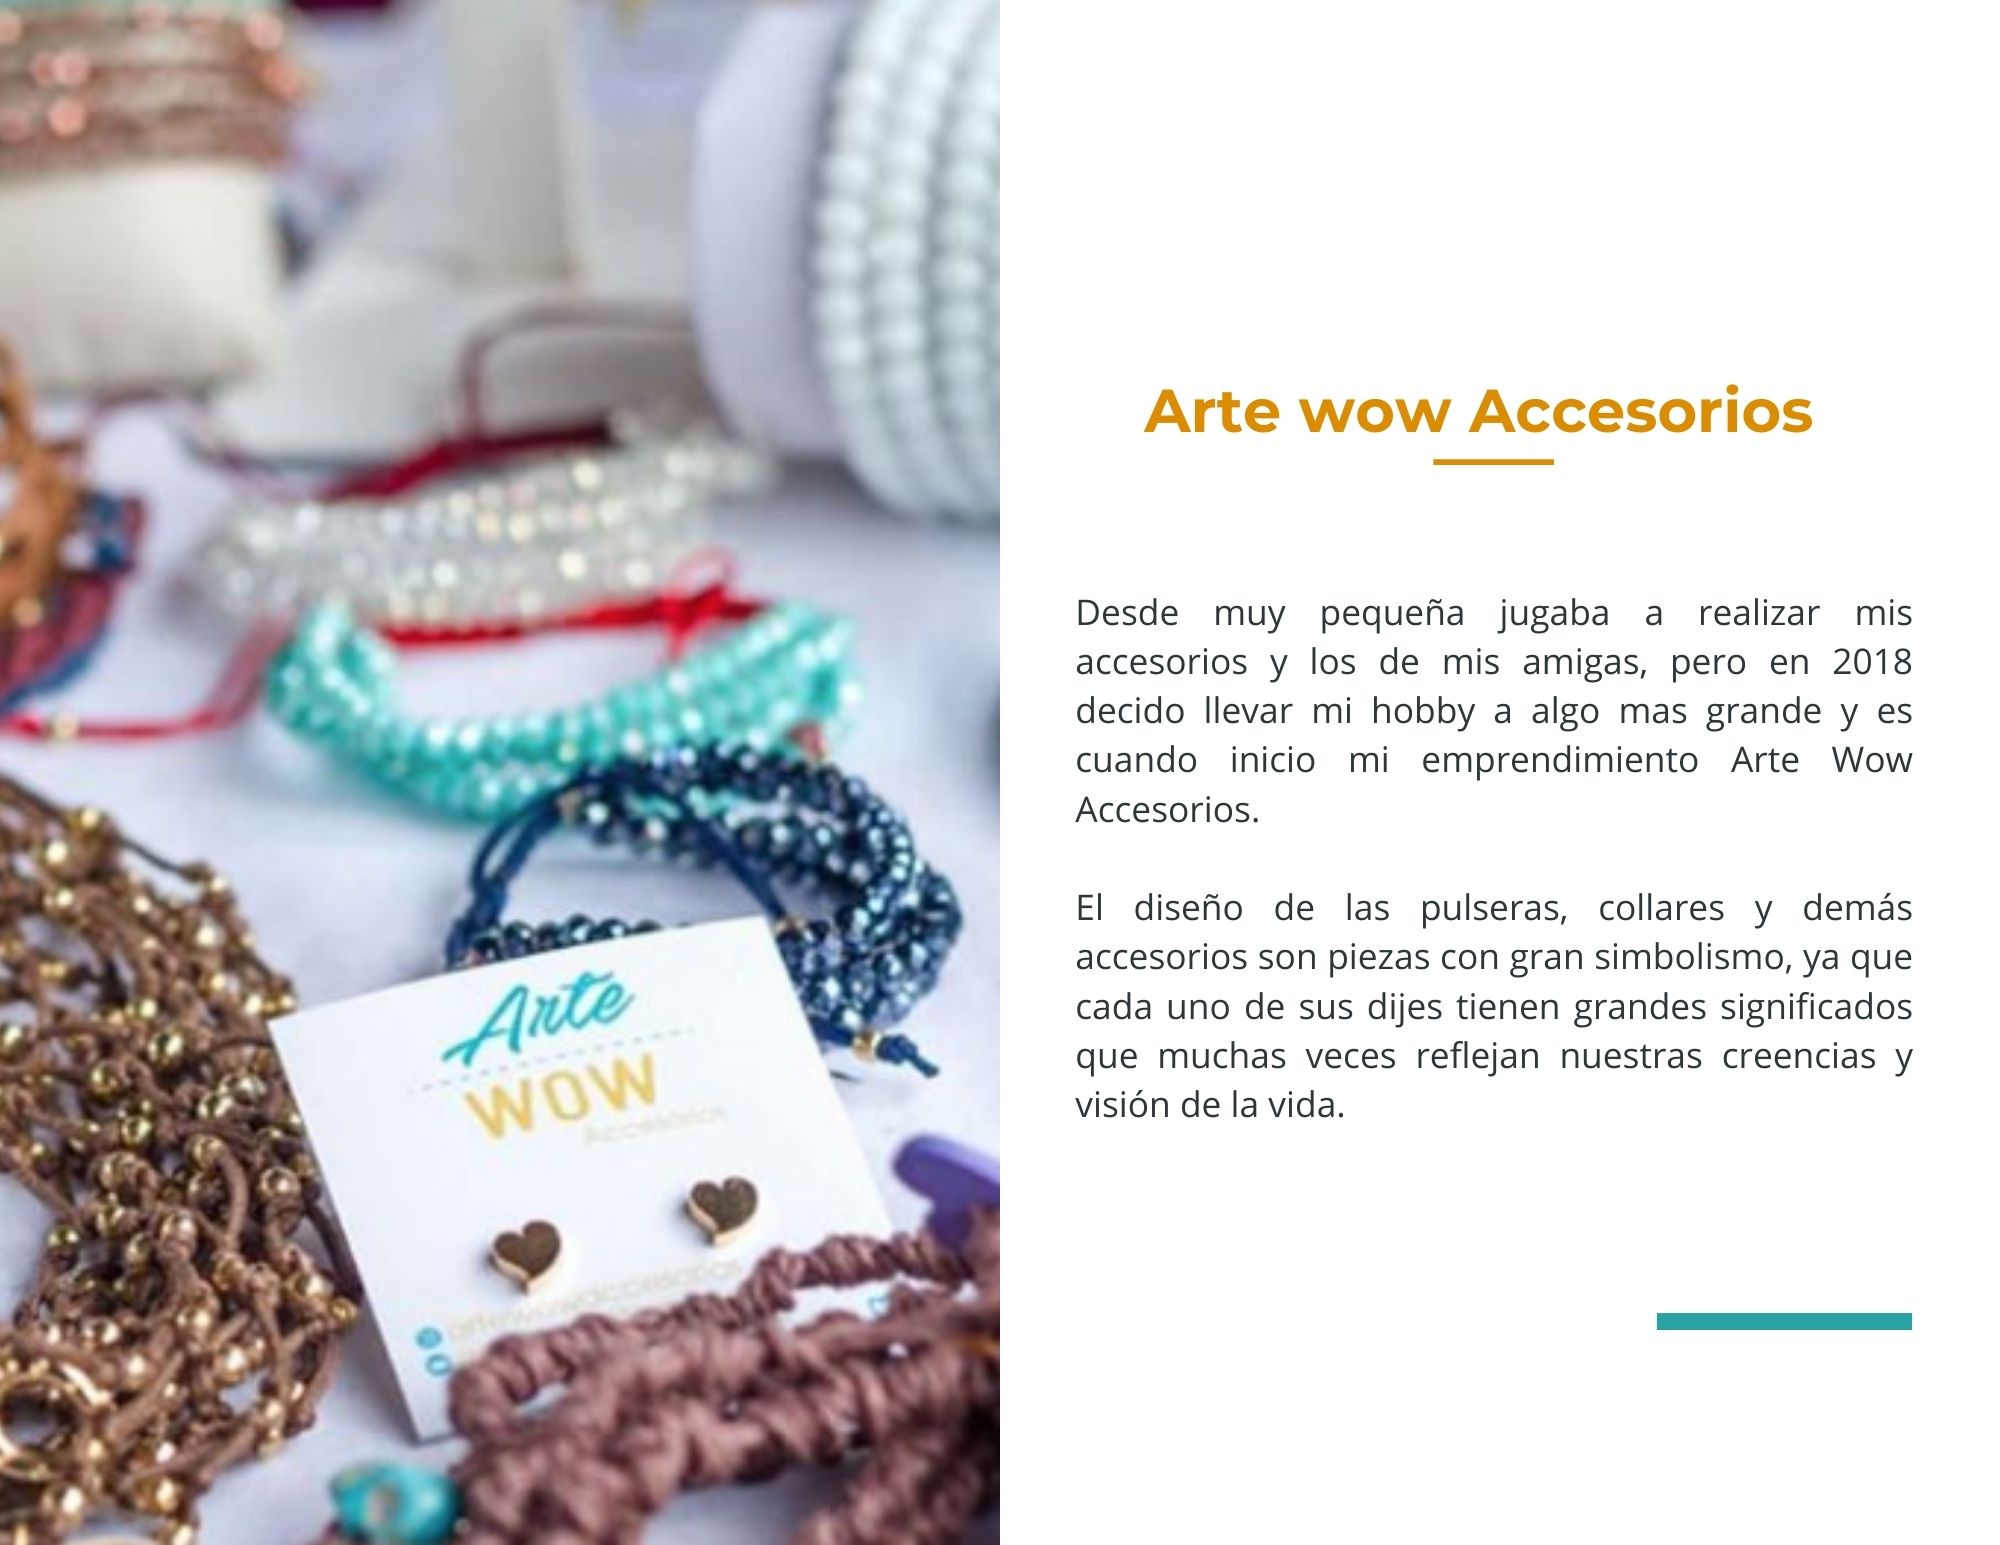 Arte
WOW
Accesorios
artewowaccesorios
Arte wow Accesorios
Desde muy pequeña jugaba a realizar mis
accesorios y los de mis amigas, pero en 2018
decido llevar mi hobby a algo mas grande y es
cuando inicio mi emprendimiento Arte Wow
Accesorios.
El diseño de las pulseras, collares y demás
accesorios son piezas con gran simbolismo, ya que
cada uno de sus dijes tienen grandes significados
que muchas veces reflejan nuestras creencias y
visión de la vida.